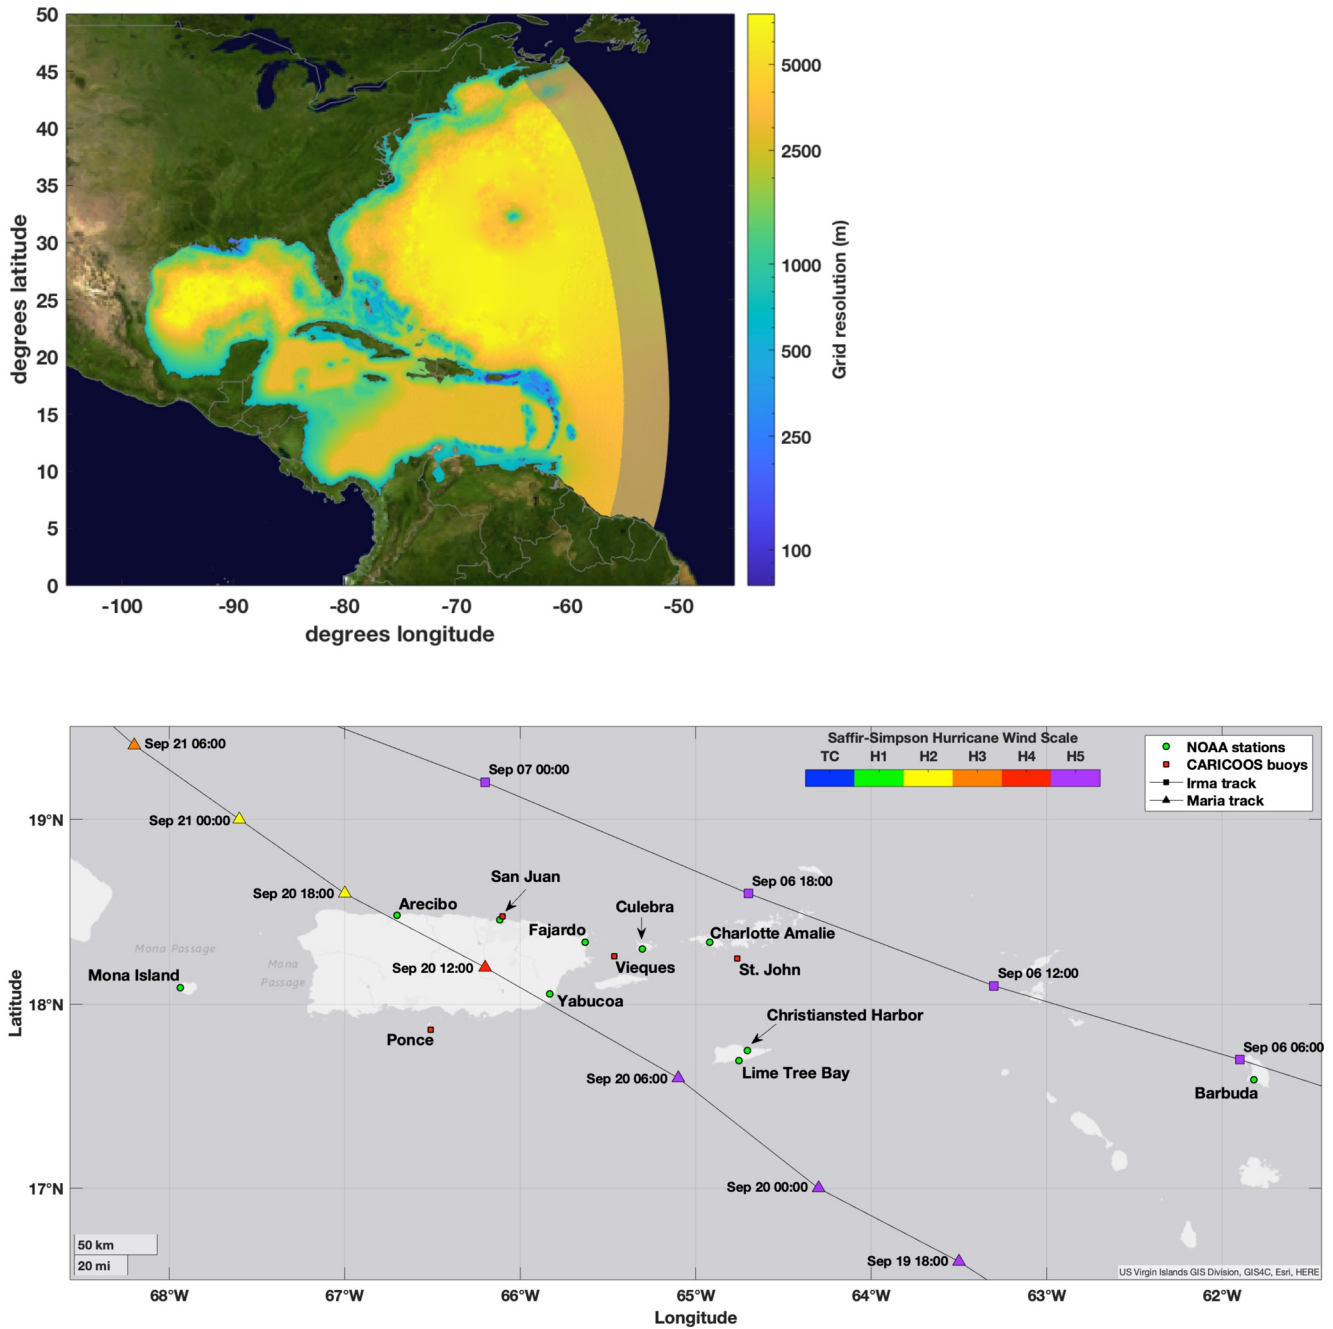 50
45
40
35
30
25
20
15
10
5
0
degrees latitude
-100 -90 -80 -70 -60 -50
degrees longitude
5000
2500
1000
500
250
100
Grid resolution (m)
Saffir-Simpson Hurricane Wind Scale
TC H1 H2 H3 H4 H5
NOAA stations
CARICOOS buoys
Irma track
Maria track
Sep 21 06:00
Sep 07 00:00
Sep 21 00:00
Sep 06 18:00
Sep 20 18:00
San Juan
Arecibo
Culebra
Fajardo
Charlotte Amalie
Mona Passage
Mona
Passage
Mona Island
Sep 20 12:00
Vieques
St. John
Sep 06 12:00
Yabucoa
Christiansted Harbor
Ponce
Lime Tree Bay
Sep 06 06:00
Barbuda
Sep 20 06:00
Sep 20 00:00
Sep 19 18:00
19°N
18°N
17°N
Latitude
50 km
20 mi
US Virgin Islands GIS Division, GIS4C, Esri, HERE
68°W 67°W 66°W 65°W 64°W 63°W 62°W
Longitude